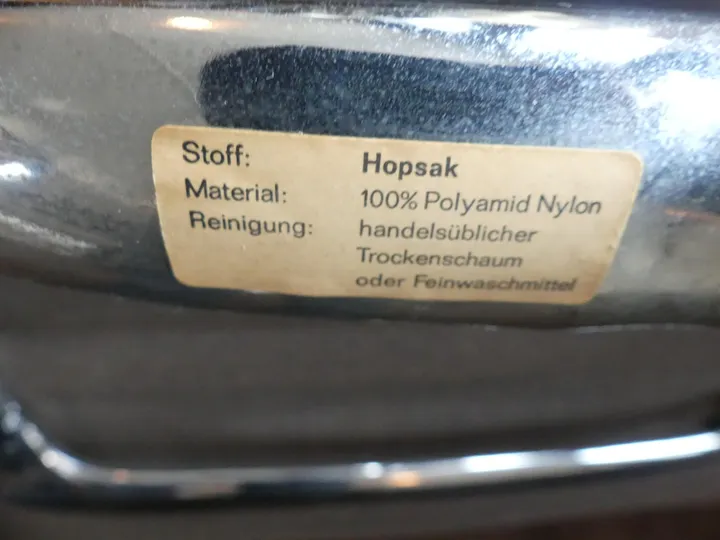 Stoff: Hopsak
Material: 100% Polyamid Nylon
Reinigung: handelsüblicher
Trockenschaum
oder Feinwaschmittel